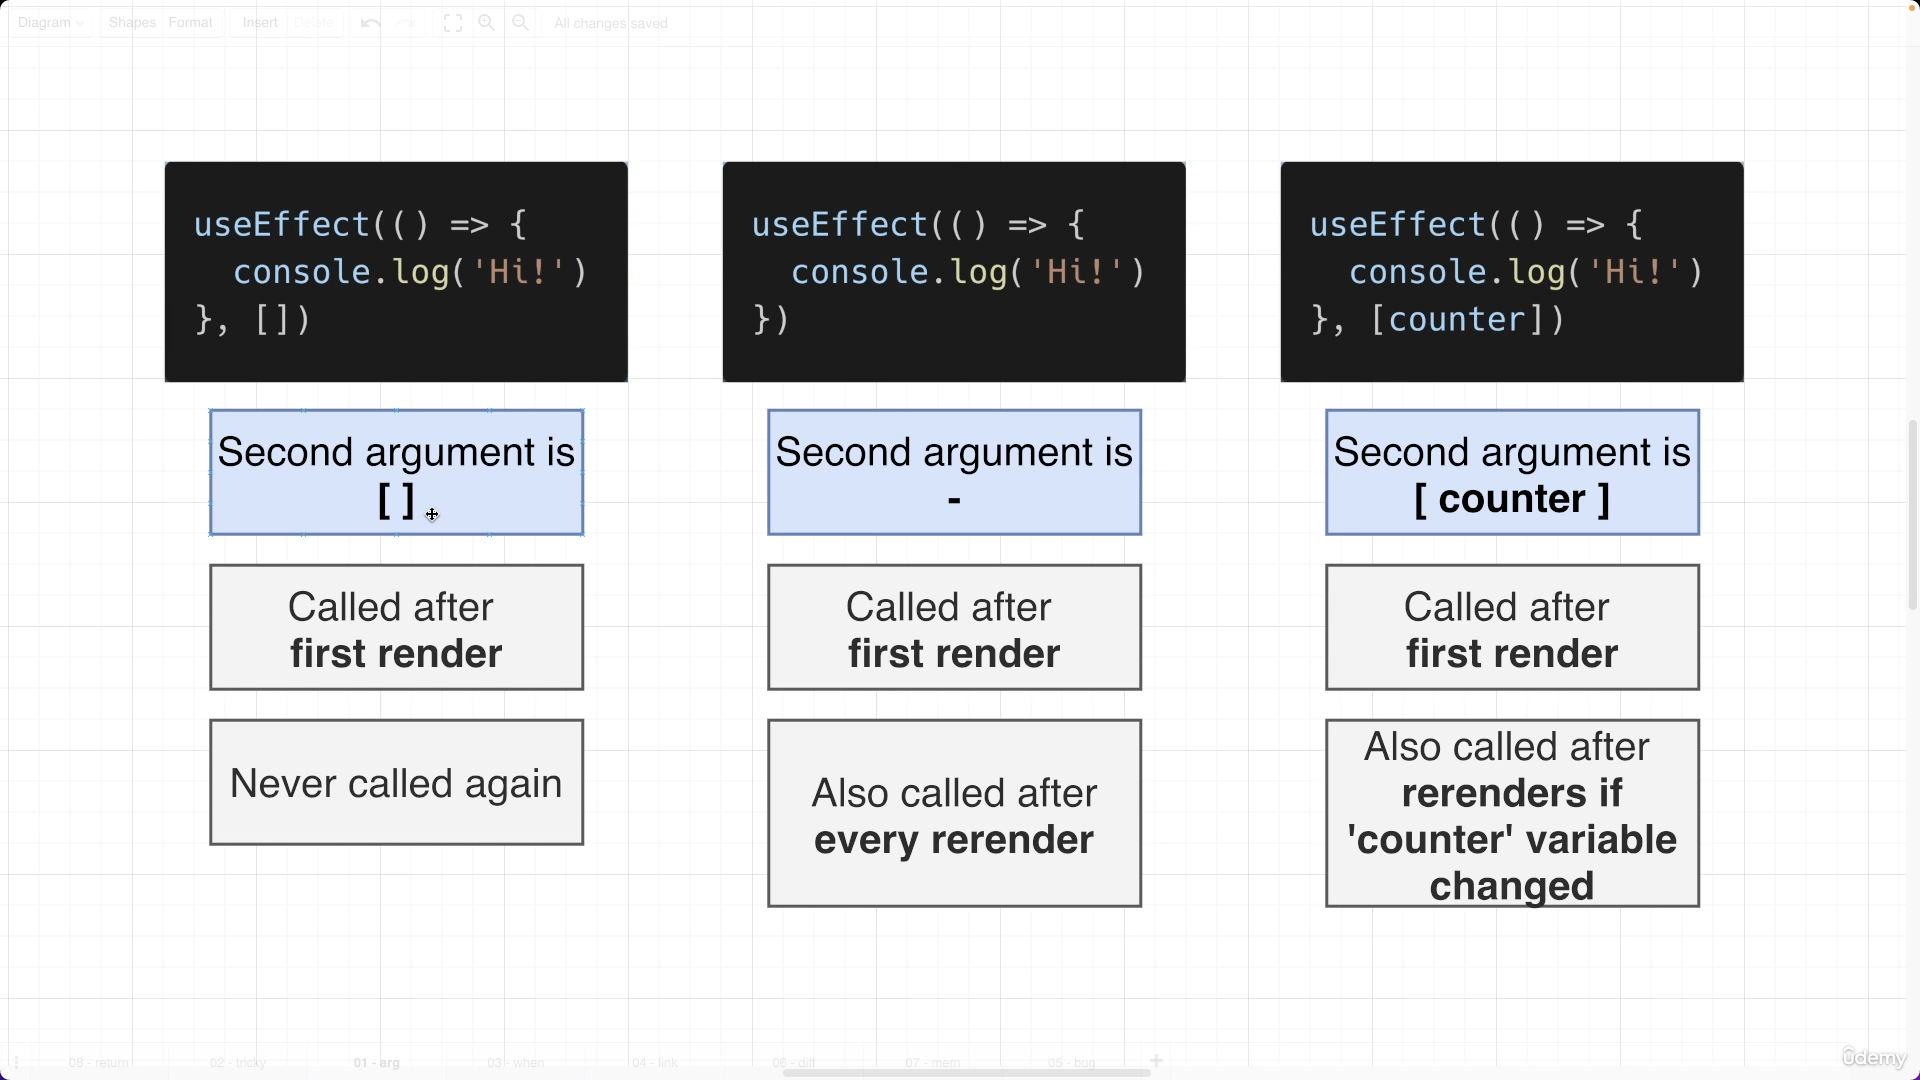 Diagram
Shapes
Format
Insert
Delete
All changes saved
useEffect(() => {
  console.log('Hi!')
}, [])
useEffect(() => {
  console.log('Hi!')
})
useEffect(() => {
  console.log('Hi!')
}, [counter])
Second argument is
[ ]
Second argument is
-
Second argument is
[ counter ]
Called after
first render
Called after
first render
Called after
first render
Never called again
Also called after
every rerender
Also called after
rerenders if
'counter' variable
changed
08 - return
02 - tricky
01 - arg
03 - when
04 - link
06 - diff
07 - mem
05 - bug
ûdemy